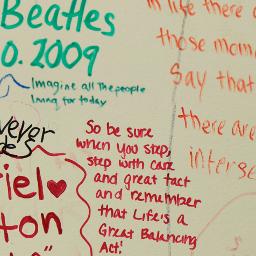 Beatles
0.2009
Imagine all The people
living for today
in life there
those mom
Say that
there are
interse
ever
es
iel♥
ton
So be sure
when you step,
step with care
and great tact
and remember
that Life's a
Great Balancing
Act!